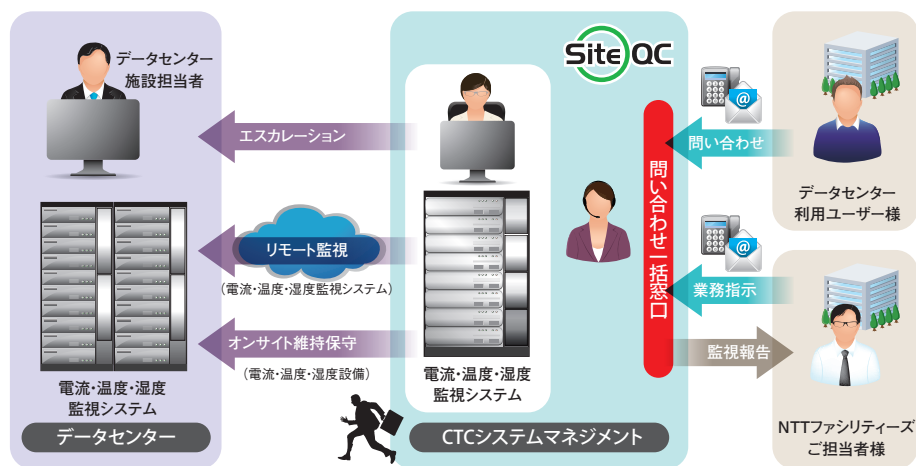 データセンター
施設担当者
エスカレーション
リモート監視
（電流・温度・湿度監視システム）
オンサイト維持保守
（電流・温度・湿度設備）
電流・温度・湿度
監視システム
データセンター
Site QC
電流・温度・湿度
監視システム
CTCシステムマネジメント
問い合わせ一括窓口
@
問い合わせ
データセンター
利用ユーザー様
@
業務指示
監視報告
NTTファシリティーズ
ご担当者様